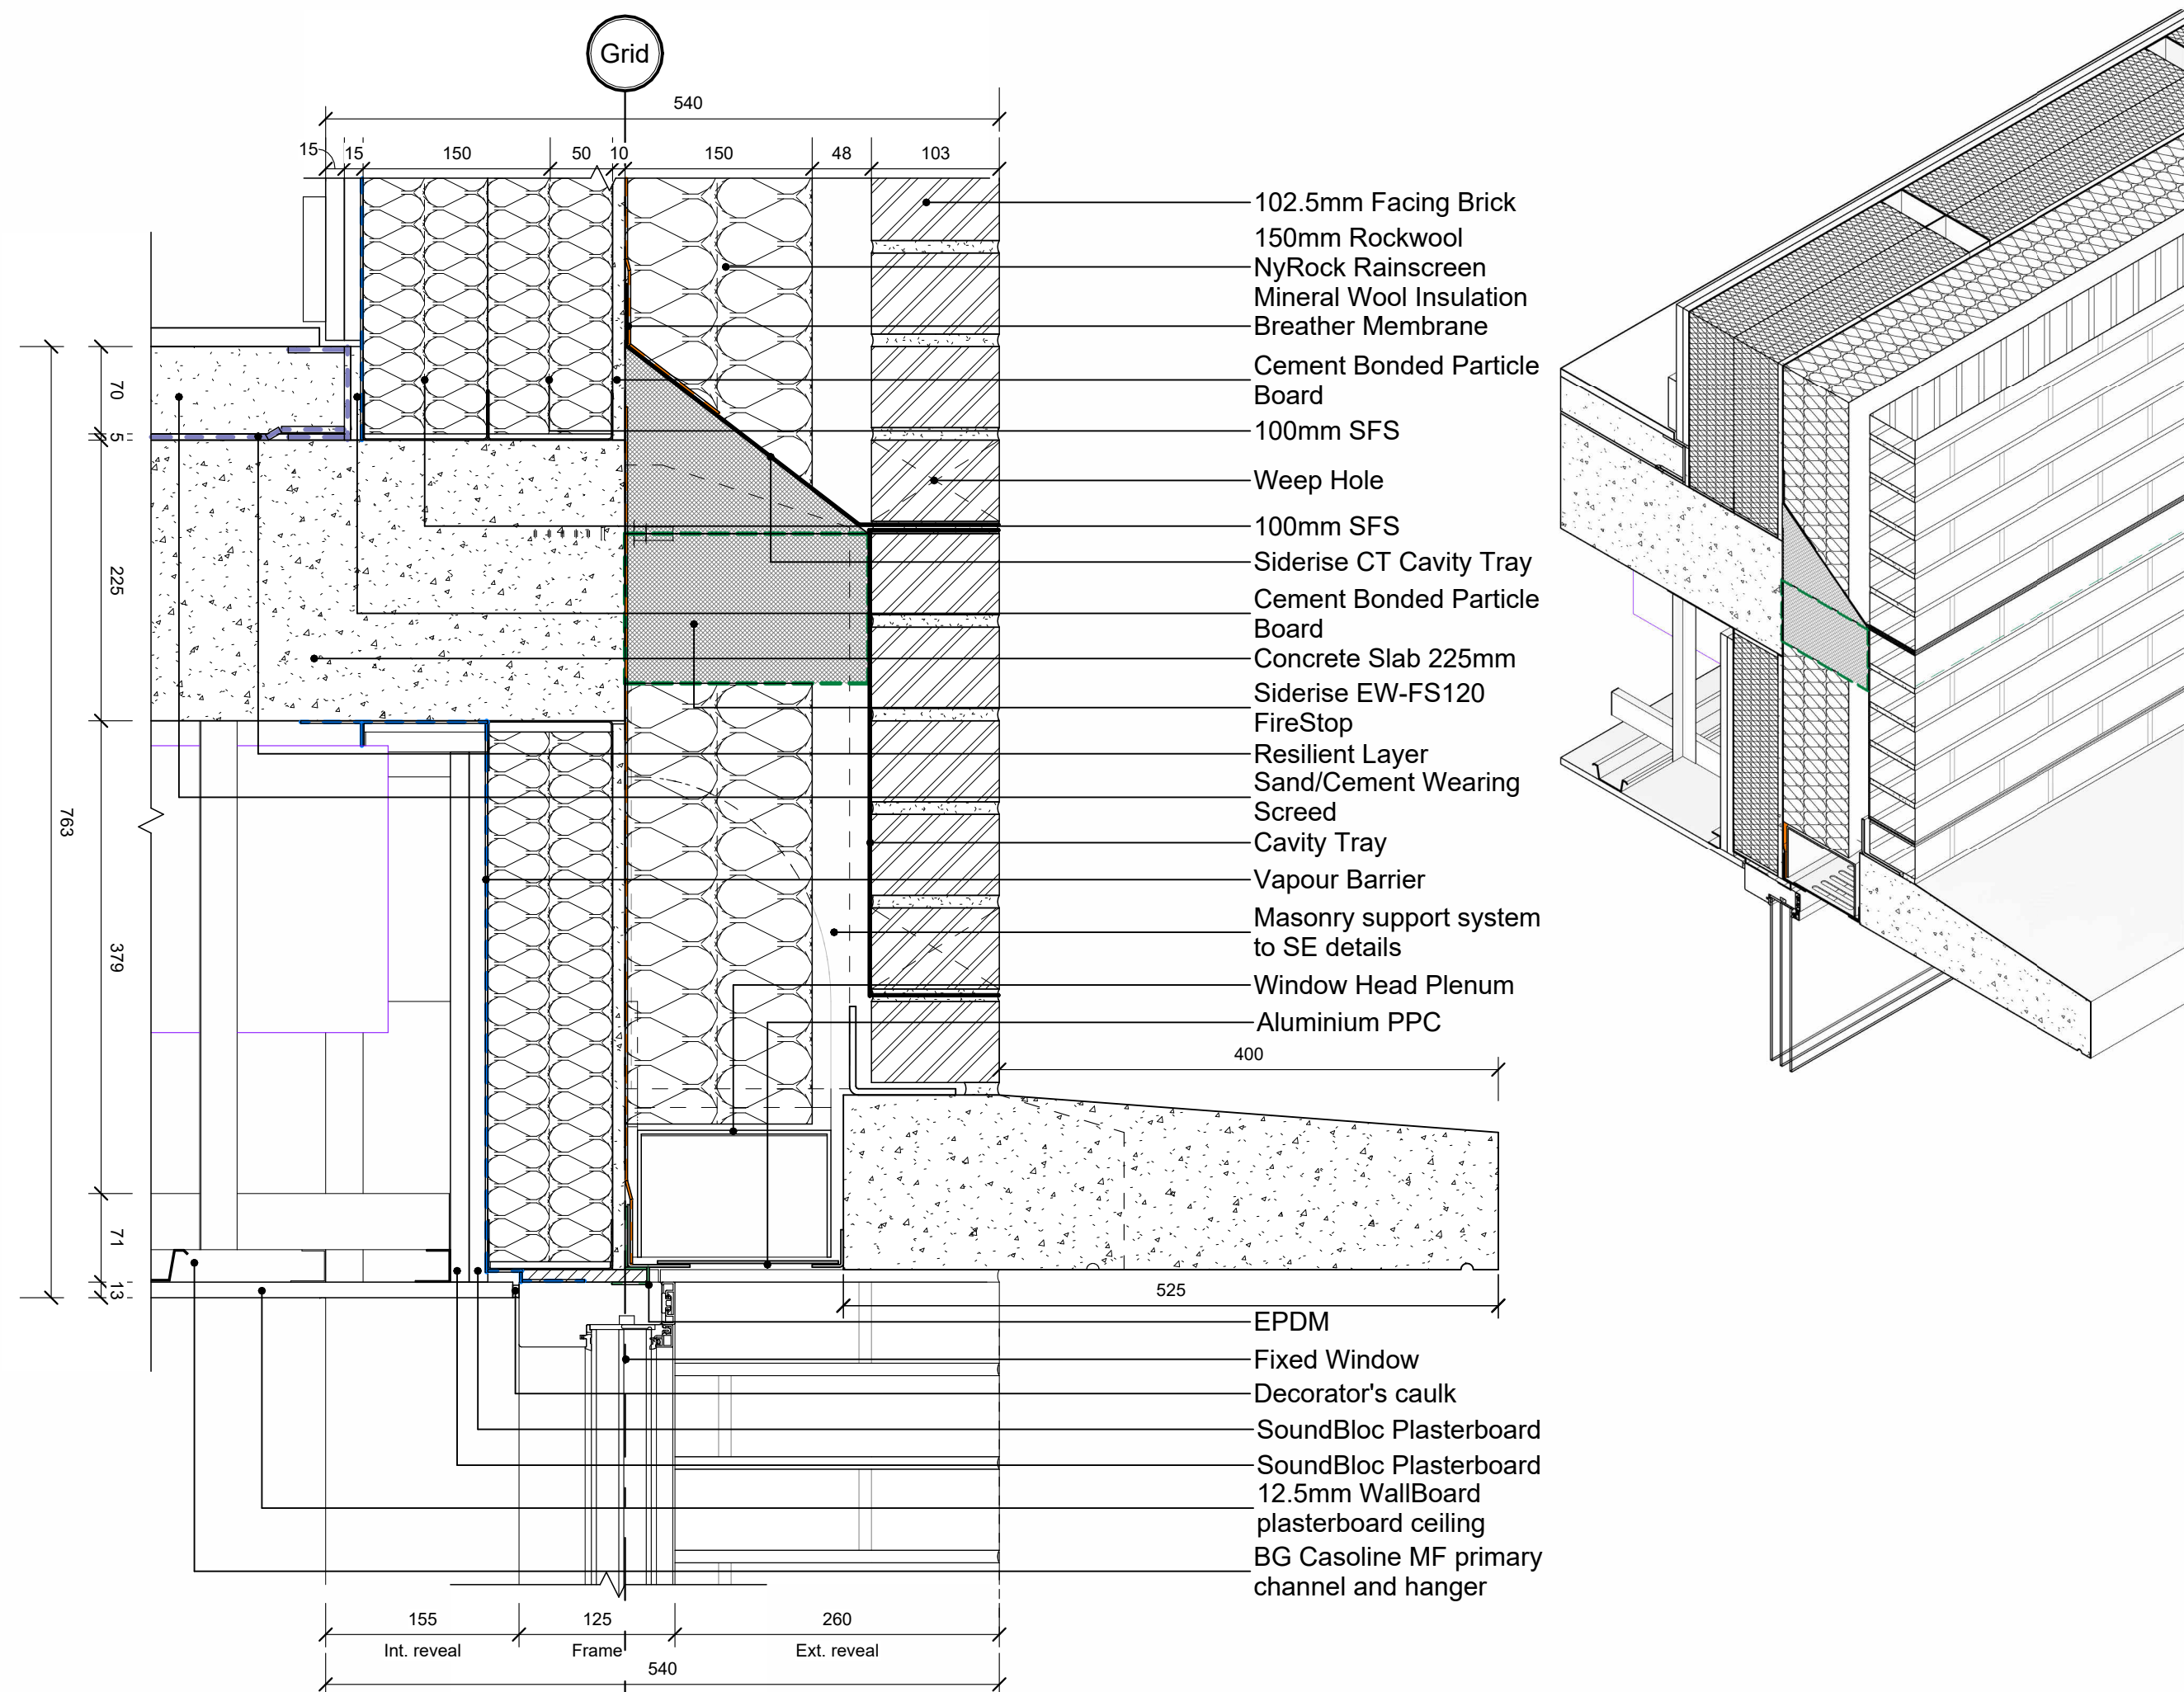 Grid
540
15
15
150
50
10
150
48
103
102.5mm Facing Brick
150mm Rockwool
NyRock Rainscreen
Mineral Wool Insulation
Breather Membrane
Cement Bonded Particle
Board
100mm SFS
Weep Hole
100mm SFS
Siderise CT Cavity Tray
Cement Bonded Particle
Board
Concrete Slab 225mm
Siderise EW-FS120
FireStop
Resilient Layer
Sand/Cement Wearing
Screed
Cavity Tray
Vapour Barrier
Masonry support system
to SE details
Window Head Plenum
Aluminium PPC
70
5
225
763
379
71
13
400
525
EPDM
Fixed Window
Decorator's caulk
SoundBloc Plasterboard
SoundBloc Plasterboard
12.5mm WallBoard
plasterboard ceiling
BG Casoline MF primary
channel and hanger
155
125
260
Int. reveal
Frame
Ext. reveal
540